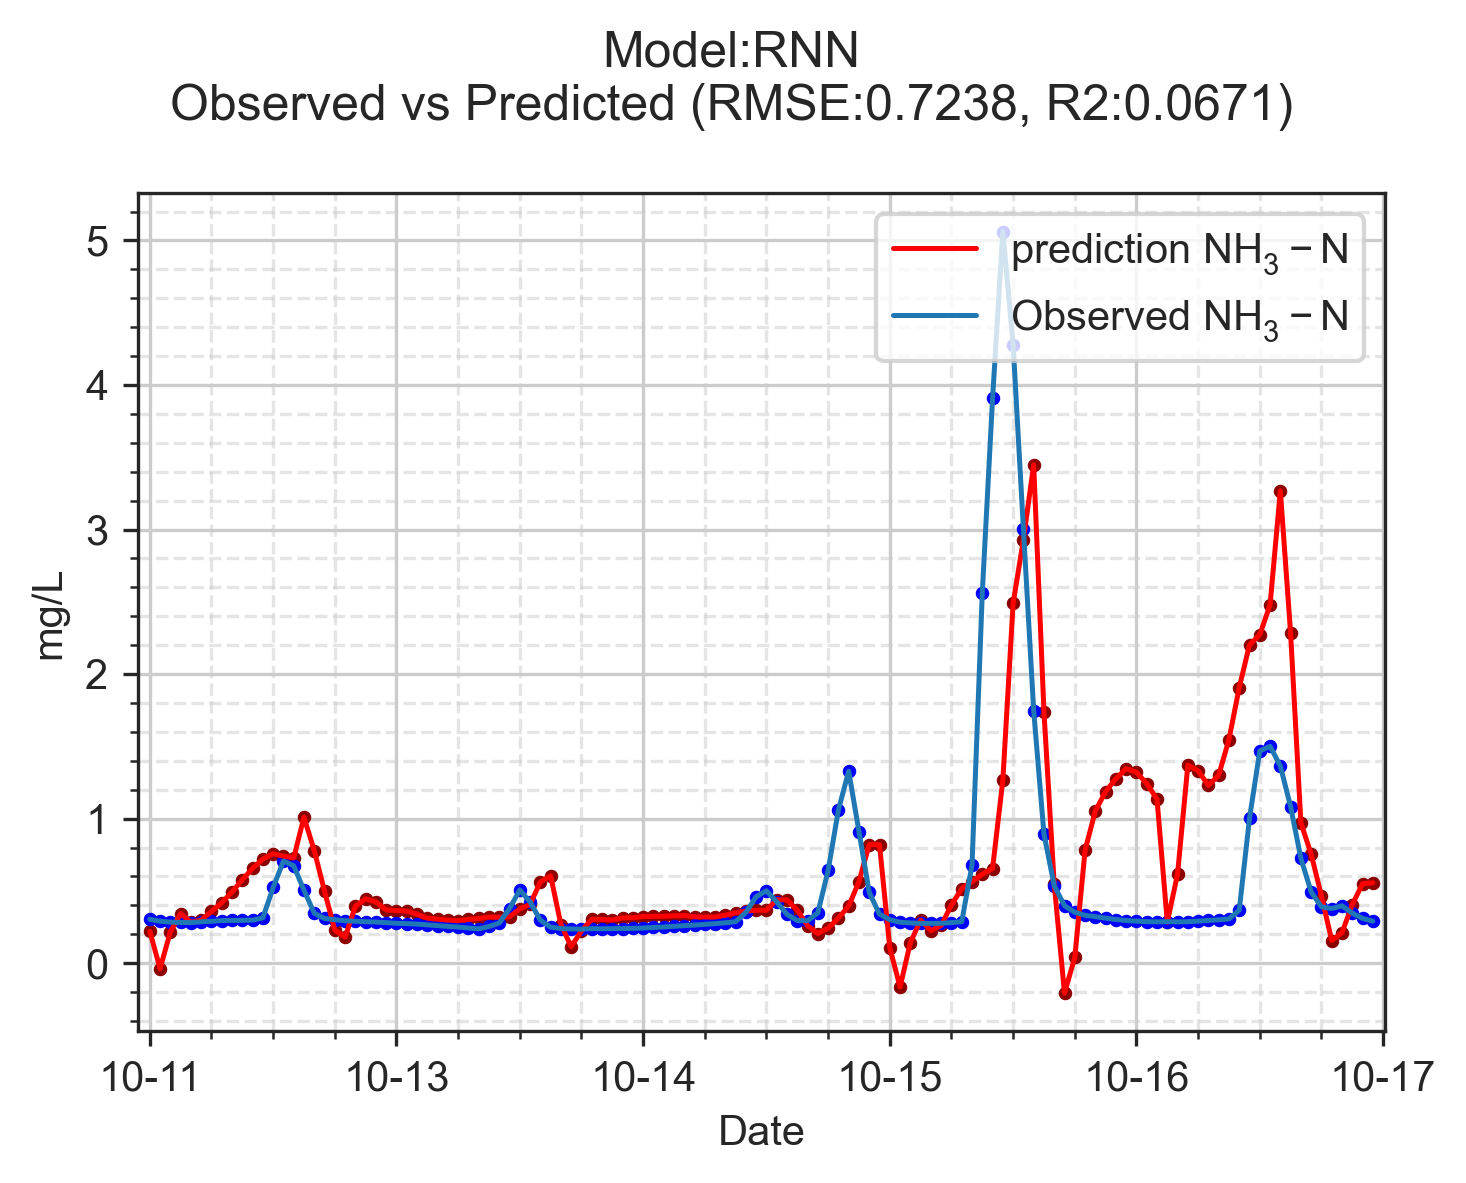 Model:RNN
Observed vs Predicted (RMSE:0.7238, R2:0.0671)
prediction NH₃ − N
Observed NH₃ − N
5
4
3
2
1
0
mg/L
10-11 10-13 10-14 10-15 10-16 10-17
Date